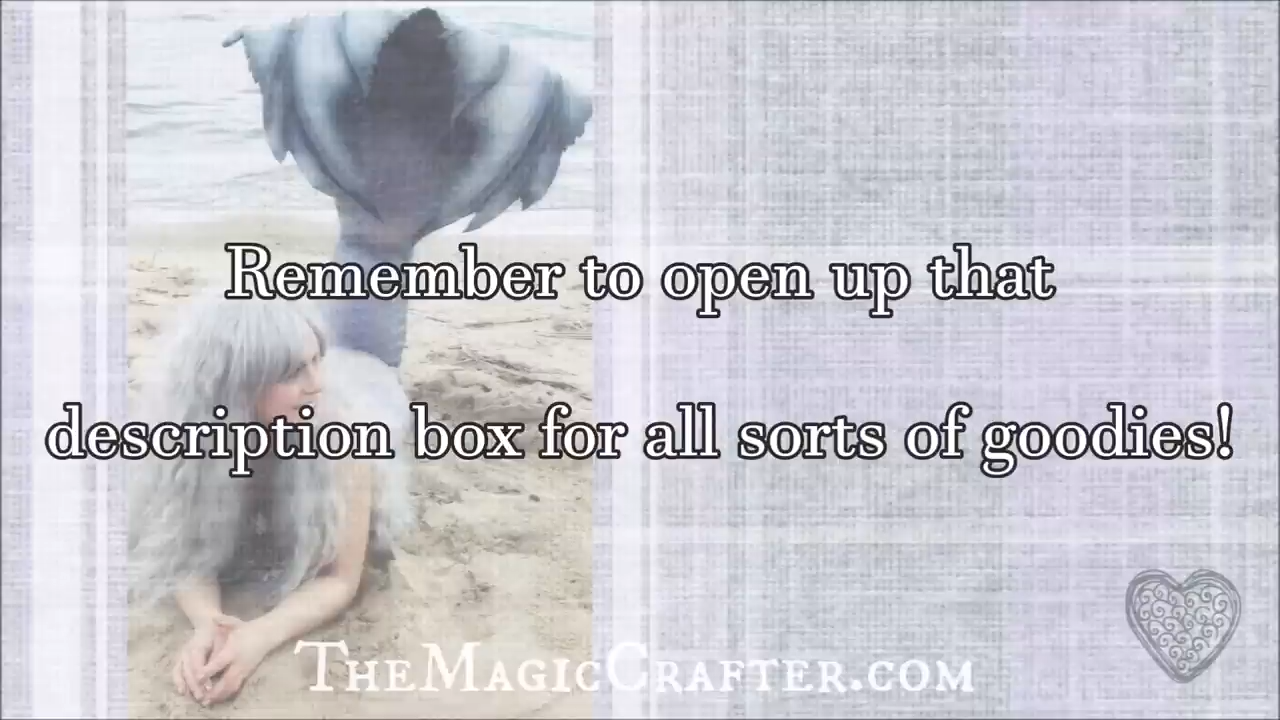 Remember to open up that
description box for all sorts of goodies!
TheMagicCrafter.com